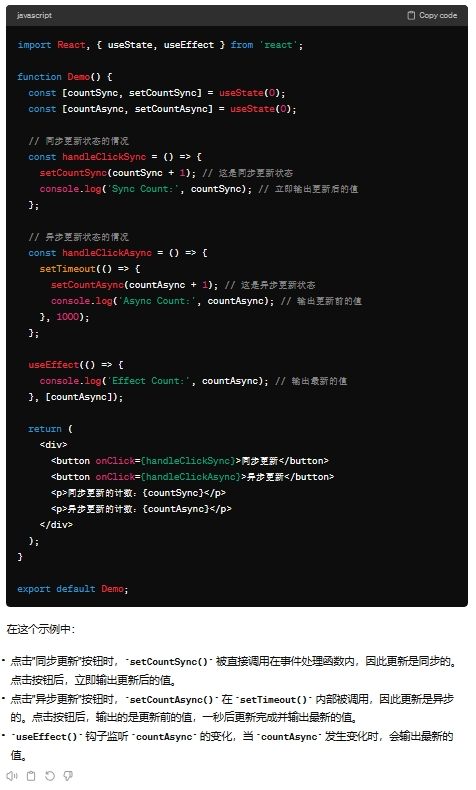 javascript
Copy code
import React, { useState, useEffect } from 'react';
function Demo() {
const [countSync, setCountSync] = useState(0);
const [countAsync, setCountAsync] = useState(0);
// 同步更新状态的情况
const handleClickSync = () => {
setCountSync(countSync + 1); // 这是同步更新状态
console.log('Sync Count:', countSync); // 立即输出更新后的值
};
// 异步更新状态的情况
const handleClickAsync = () => {
setTimeout(() => {
setCountAsync(countAsync + 1); // 这是异步更新状态
console.log('Async Count:', countAsync); // 输出更新前的值
}, 1000);
};
useEffect(() => {
console.log('Effect Count:', countAsync); // 输出最新的值
}, [countAsync]);
return (
<div>
<button onClick={handleClickSync}>同步更新</button>
<button onClick={handleClickAsync}>异步更新</button>
<p>同步更新的计数: {countSync}</p>
<p>异步更新的计数: {countAsync}</p>
</div>
);
}
export default Demo;
在这个示例中：
• 点击"同步更新"按钮时，`setCountSync()` 被直接调用在事件处理函数内，因此更新是同步的。
点击按钮后，立即输出更新后的值。
• 点击"异步更新"按钮时，`setCountAsync()` 在 `setTimeout()` 内部被调用，因此更新是异步
的。点击按钮后，输出的是更新前的值，一秒后更新完成并输出最新的值。
• `useEffect()` 钩子监听 `countAsync` 的变化，当 `countAsync` 发生变化时，会输出最新的
值。